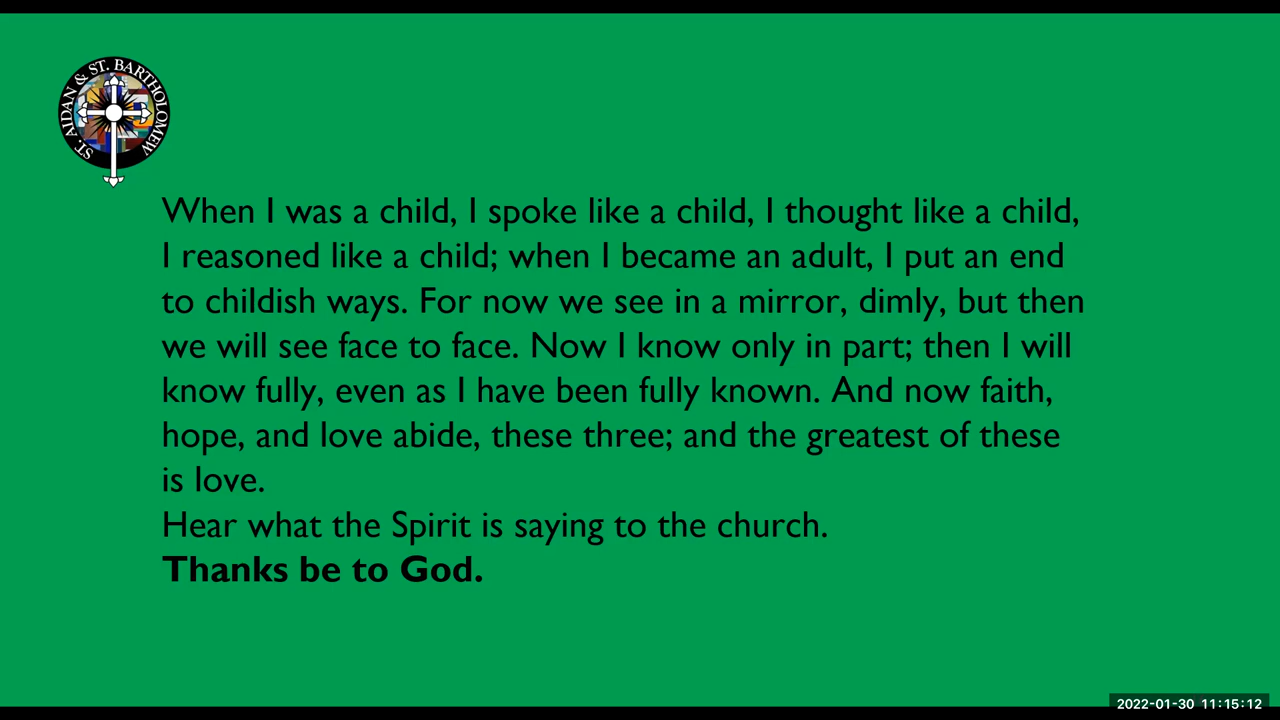 ST. AIDAN & ST. BARTHOLOMEW
When I was a child, I spoke like a child, I thought like a child,
I reasoned like a child; when I became an adult, I put an end
to childish ways. For now we see in a mirror, dimly, but then
we will see face to face. Now I know only in part; then I will
know fully, even as I have been fully known. And now faith,
hope, and love abide, these three; and the greatest of these
is love.
Hear what the Spirit is saying to the church.
Thanks be to God.
2022-01-30 11:15:12